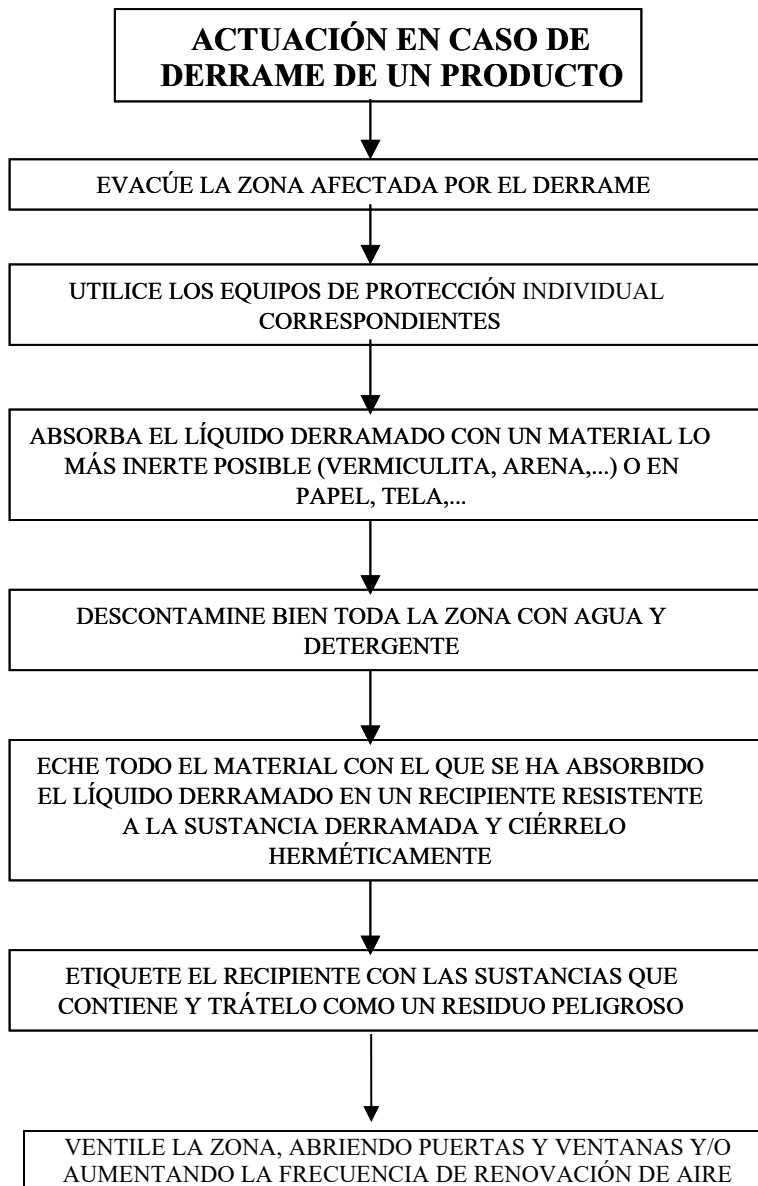 ACTUACIÓN EN CASO DE
DERRAME DE UN PRODUCTO
EVACÚE LA ZONA AFECTADA POR EL DERRAME
UTILICE LOS EQUIPOS DE PROTECCIÓN INDIVIDUAL
CORRESPONDIENTES
ABSORBA EL LÍQUIDO DERRAMADO CON UN MATERIAL LO
MÁS INERTE POSIBLE (VERMICULITA, ARENA,...) O EN
PAPEL, TELA,...
DESCONTAMINE BIEN TODA LA ZONA CON AGUA Y
DETERGENTE
ECHE TODO EL MATERIAL CON EL QUE SE HA ABSORBIDO
EL LÍQUIDO DERRAMADO EN UN RECIPIENTE RESISTENTE
A LA SUSTANCIA DERRAMADA Y CIÉRRELO
HERMÉTICAMENTE
ETIQUETE EL RECIPIENTE CON LAS SUSTANCIAS QUE
CONTIENE Y TRÁTELO COMO UN RESIDUO PELIGROSO
VENTILE LA ZONA, ABRIENDO PUERTAS Y VENTANAS Y/O
AUMENTANDO LA FRECUENCIA DE RENOVACIÓN DE AIRE